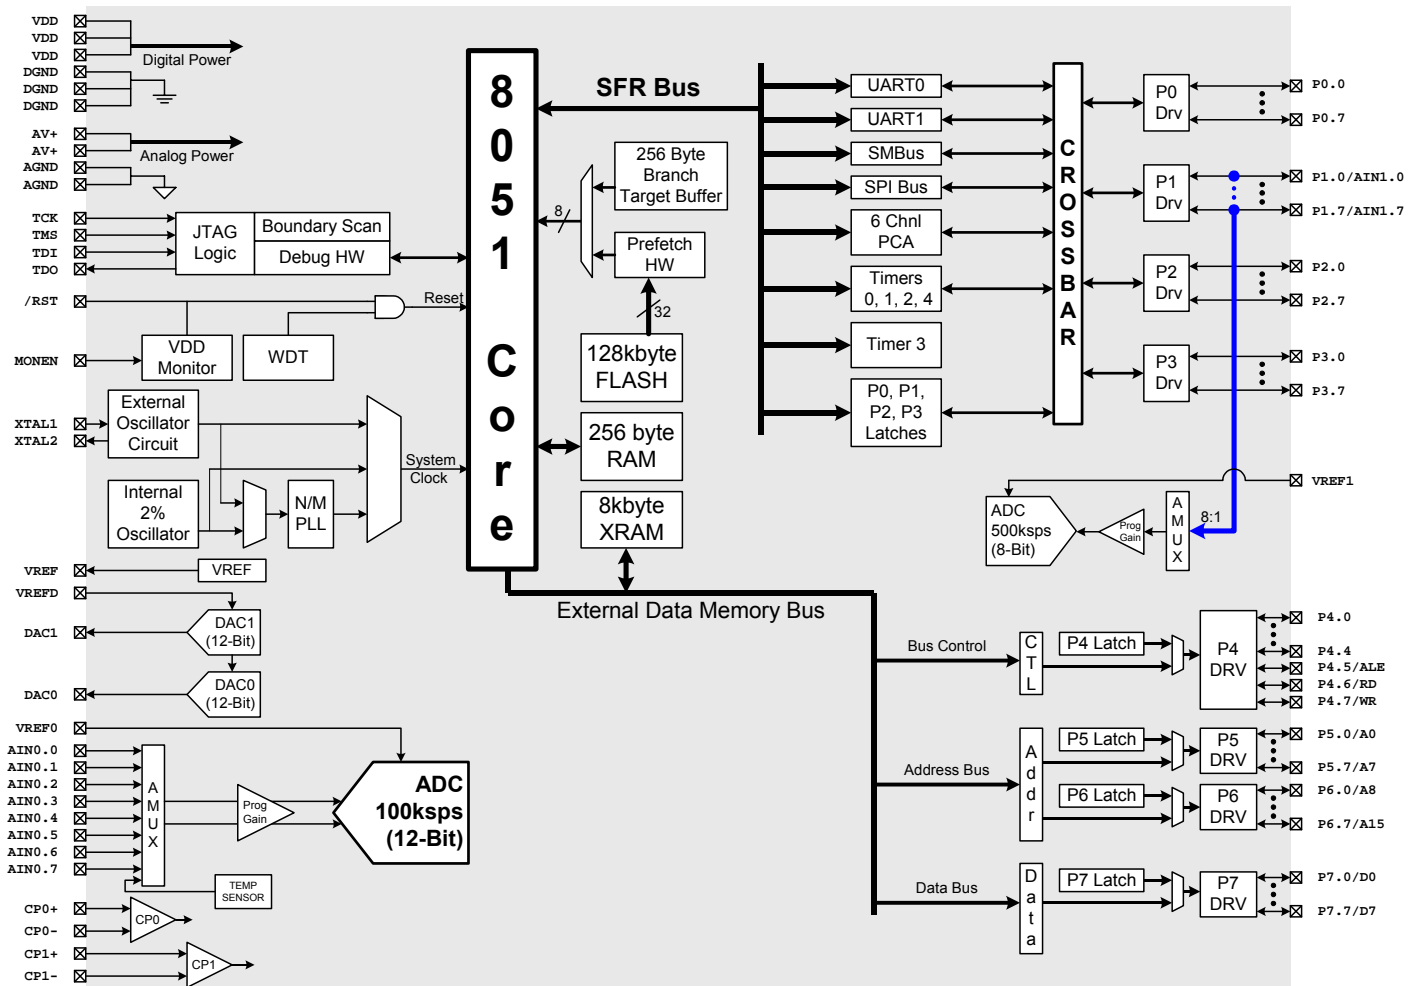 VDD
VDD
VDD
DGND
DGND
DGND
Digital Power
AV+
AV+
AGND
AGND
Analog Power
TCK
TMS
TDI
TDO
JTAG
Logic
Boundary Scan
Debug HW
/RST
MONEN
VDD
Monitor
WDT
Reset
XTAL1
XTAL2
External
Oscillator
Circuit
Internal
2%
Oscillator
N/M
PLL
System
Clock
VREF
VREF
VREFD
DAC1
DAC1
(12-Bit)
DAC0
DAC0
(12-Bit)
VREF0
AIN0.0
AIN0.1
AIN0.2
AIN0.3
AIN0.4
AIN0.5
AIN0.6
AIN0.7
AMUX
Prog
Gain
ADC
100ksps
(12-Bit)
TEMP
SENSOR
CP0+
CP0-
CP0
CP1+
CP1-
CP1
8051 Core
SFR Bus
256 Byte
Branch
Target Buffer
8
Prefetch
HW
32
128kbyte
FLASH
256 byte
RAM
8kbyte
XRAM
External Data Memory Bus
UART0
UART1
SMBus
SPI Bus
6 Chnl
PCA
Timers
0, 1, 2, 4
Timer 3
P0, P1,
P2, P3
Latches
CROSSBAR
P0
Drv
P0.0
P0.7
P1
Drv
P1.0/AIN1.0
P1.7/AIN1.7
P2
Drv
P2.0
P2.7
P3
Drv
P3.0
P3.7
VREF1
ADC
500ksps
(8-Bit)
Prog
Gain
AMUX
8:1
Bus Control
CTL
P4 Latch
P4
DRV
P4.0
P4.4
P4.5/ALE
P4.6/RD
P4.7/WR
Address Bus
Addr
P5 Latch
P5
DRV
P5.0/A0
P5.7/A7
P6 Latch
P6
DRV
P6.0/A8
P6.7/A15
Data Bus
Data
P7 Latch
P7
DRV
P7.0/D0
P7.7/D7